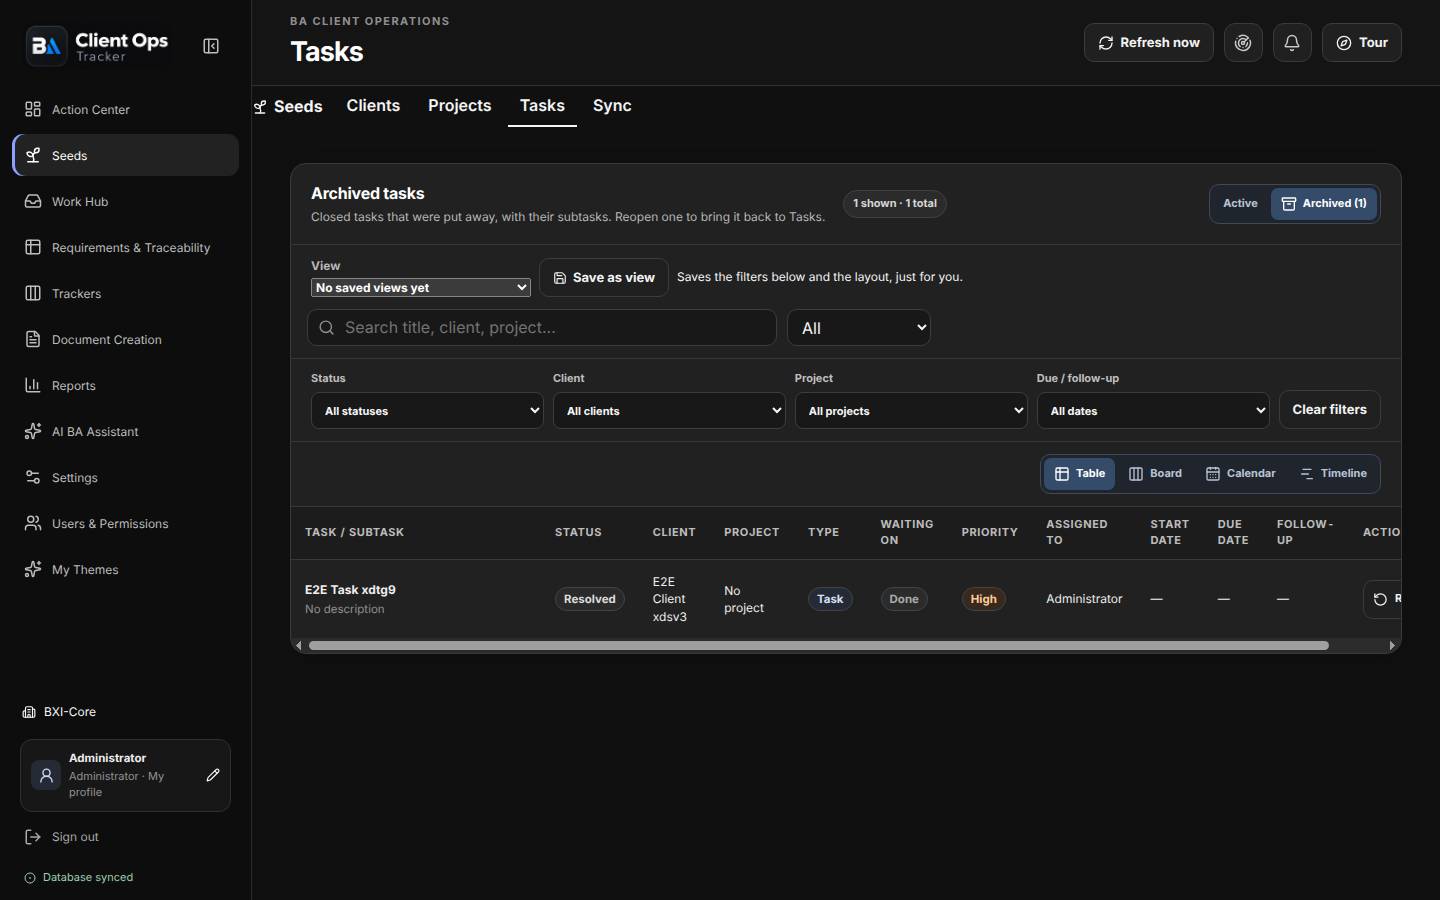 BA Client Ops
Tracker
Action Center
Seeds
Work Hub
Requirements & Traceability
Trackers
Document Creation
Reports
AI BA Assistant
Settings
Users & Permissions
My Themes
BXI-Core
Administrator
Administrator · My
profile
Sign out
Database synced
BA CLIENT OPERATIONS
Tasks
Refresh now
Tour
Seeds Clients Projects Tasks Sync
Archived tasks
Closed tasks that were put away, with their subtasks. Reopen one to bring it back to Tasks.
1 shown · 1 total
Active Archived (1)
View
No saved views yet
Save as view
Saves the filters below and the layout, just for you.
Search title, client, project...
All
Status Client Project Due / follow-up
All statuses All clients All projects All dates Clear filters
Table Board Calendar Timeline
TASK / SUBTASK STATUS CLIENT PROJECT TYPE WAITING ON PRIORITY ASSIGNED TO START DATE DUE DATE FOLLOW-UP ACTIO
E2E Task xdtg9
No description
Resolved
E2E
Client
xdsv3
No
project
Task
Done
High
Administrator
— — —
R